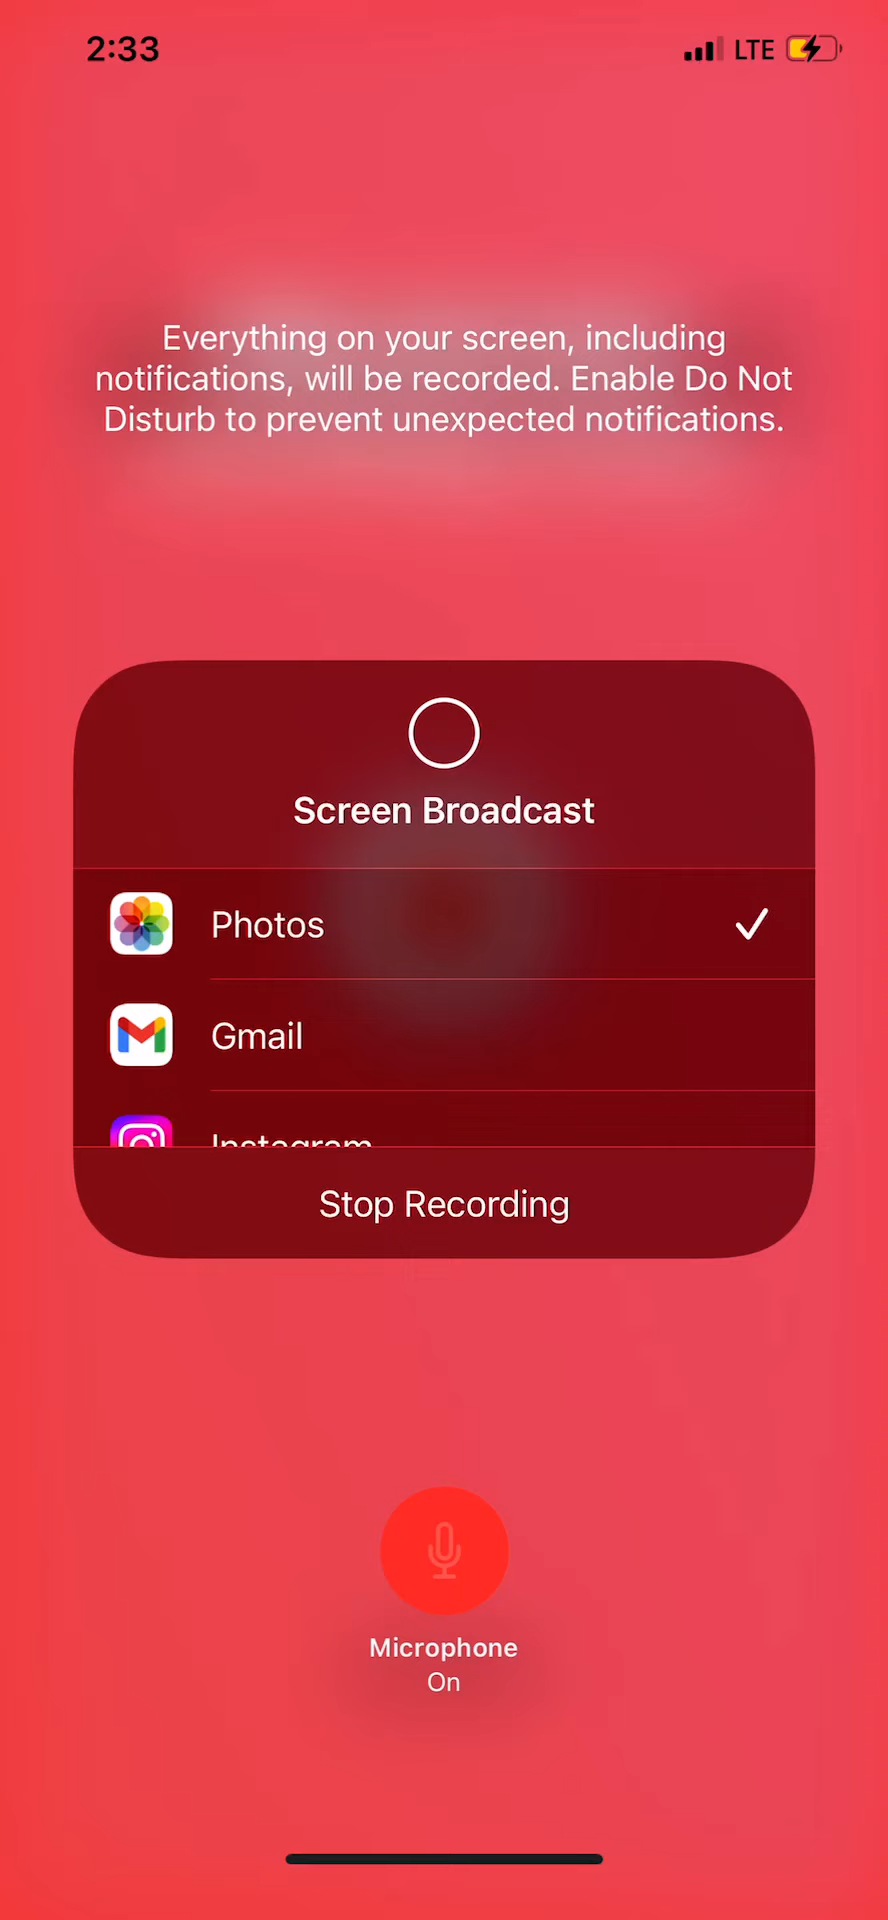 2:33
LTE
Everything on your screen, including
notifications, will be recorded. Enable Do Not
Disturb to prevent unexpected notifications.
Screen Broadcast
Photos
Gmail
Instagram
Stop Recording
Microphone
On